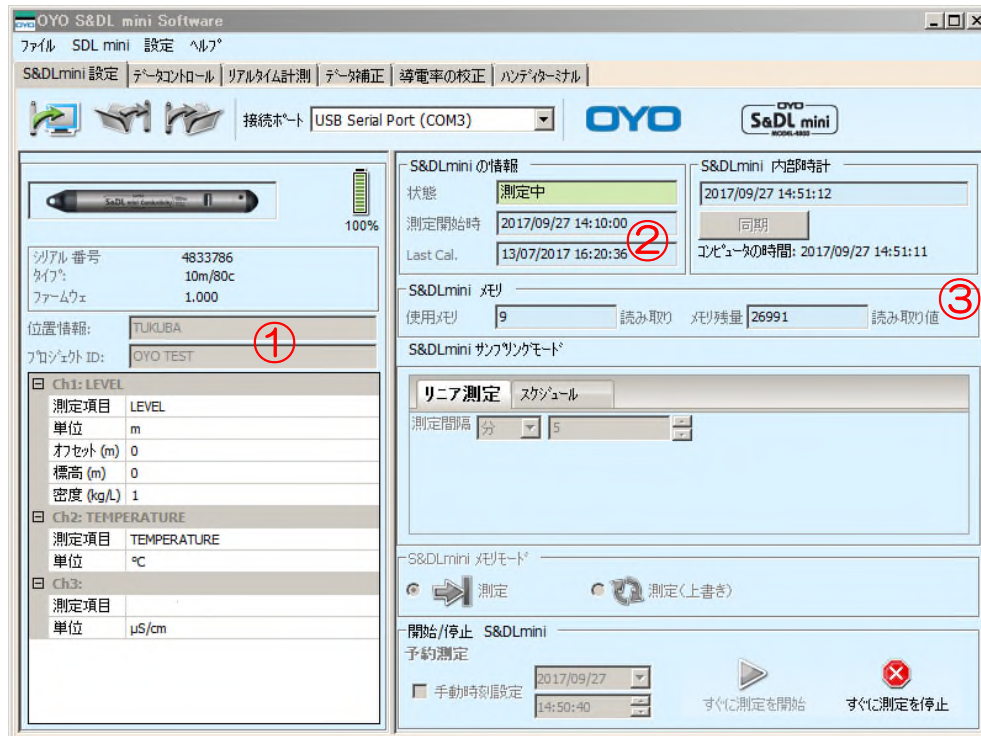 OYO S&DL mini Software
ファイル SDL mini 設定 ヘルプ
S&DLmini 設定 データコントロール リアルタイム計測 データ補正 導電率の校正 ハンディターミナル
接続ポート USB Serial Port (COM3) OYO OYO S&DL mini MODEL-4800
100%
シリアル 番号 4833786
タイプ: 10m/80c
ファームウェ 1.000
位置情報: TUKUBA
プロジェクト ID: OYO TEST
①
Ch1: LEVEL
測定項目 LEVEL
単位 m
オフセット (m) 0
標高 (m) 0
密度 (kg/L) 1
Ch2: TEMPERATURE
測定項目 TEMPERATURE
単位 ℃
Ch3:
測定項目
単位 µS/cm
S&DLmini の情報
状態 測定中
測定開始時 2017/09/27 14:10:00
Last Cal. 13/07/2017 16:20:36
②
S&DLmini 内部時計
2017/09/27 14:51:12
同期
コンピュータの時間: 2017/09/27 14:51:11
S&DLmini メモリ
使用メモリ 9 読み取り メモリ残量 26991 読み取り値
③
S&DLmini サンプリングモード
リニア測定 スケジュール
測定間隔 分 5
S&DLmini メモリモード
測定 測定(上書き)
開始/停止 S&DLmini
予約測定
手動時刻設定 2017/09/27
14:50:40
すぐに測定を開始 すぐに測定を停止